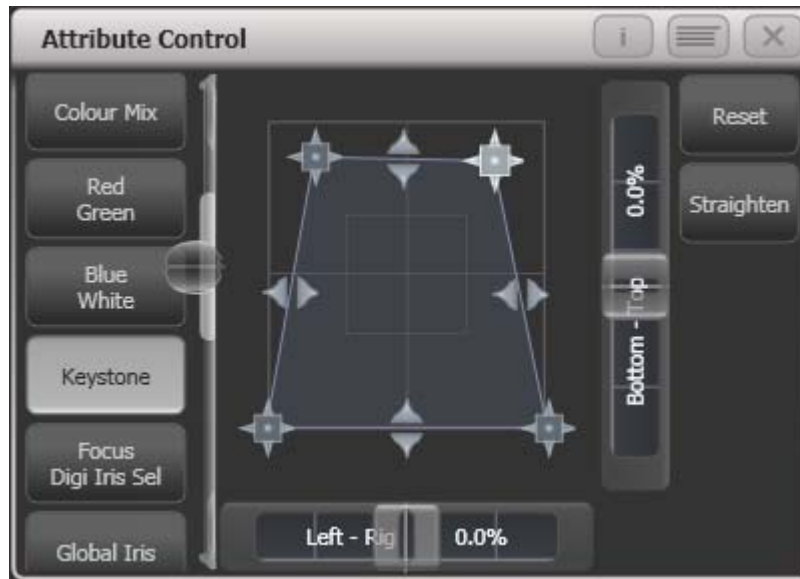 Attribute Control
i
Colour Mix
Red
Green
Blue
White
Keystone
Focus
Digi Iris Sel
Global Iris
Reset
Straighten
Bottom - Top
0.0%
Left - Rig
0.0%